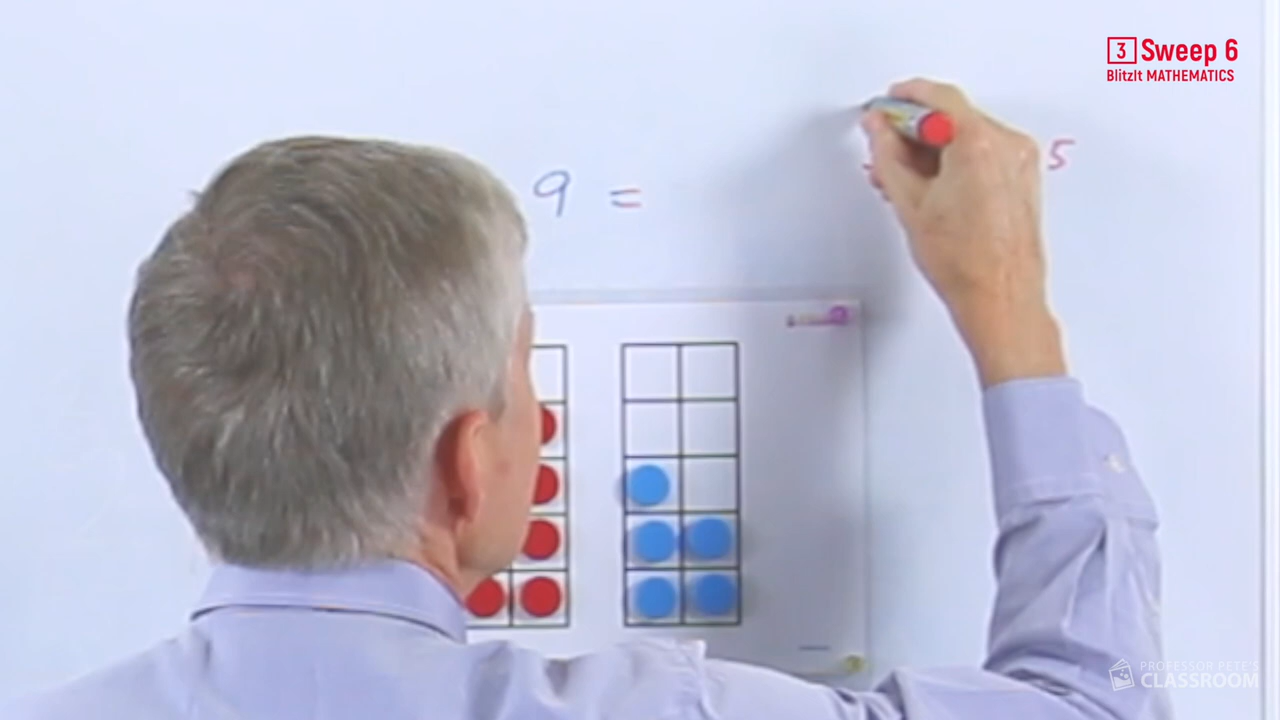 3 Sweep 6
BlitzIt MATHEMATICS
9 = 5
PROFESSOR PETE'S
CLASSROOM